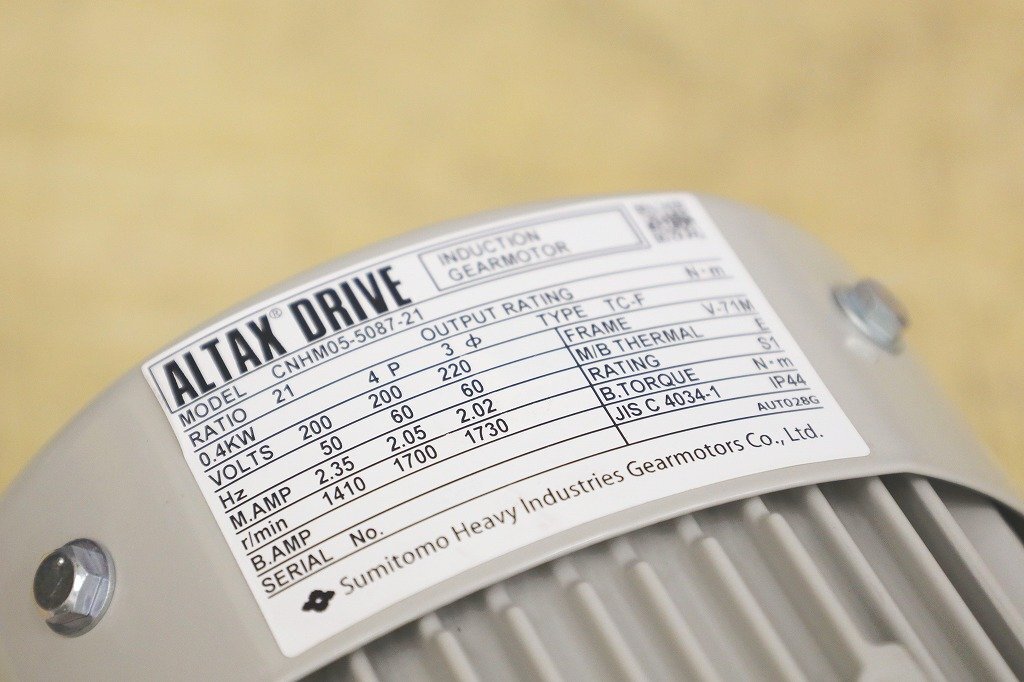 ALTAX® DRIVE
INDUCTION
GEARMOTOR
MODEL CNHM05-5087-21
RATIO 21 OUTPUT RATING N·m
0.4KW 4 P 3 ф TYPE TC-F
VOLTS 200 200 220 FRAME V-71M
Hz 50 60 60 M/B THERMAL E
M.AMP 2.35 2.05 2.02 RATING S1
r/min 1410 1700 1730 B.TORQUE N·m
B.AMP JIS C 4034-1 IP44
SERIAL No. AUT02BG
Sumitomo Heavy Industries Gearmotors Co., Ltd.